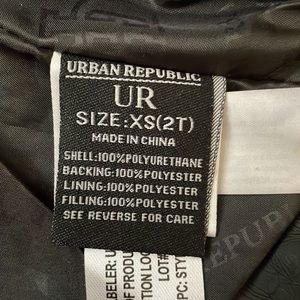 URBAN REPUBLIC
UR
SIZE:XS(2T)
MADE IN CHINA
SHELL:100%POLYURETHANE
BACKING:100%POLYESTER
LINING:100%POLYESTER
FILLING:100%POLYESTER
SEE REVERSE FOR CARE